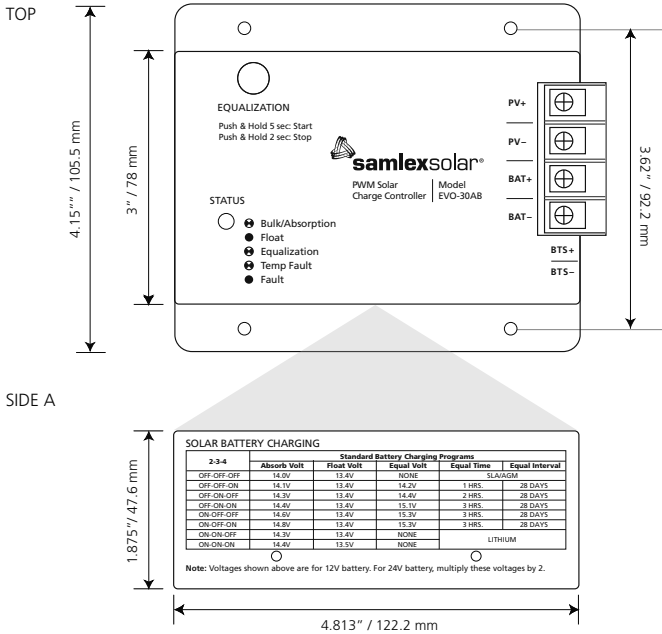 TOP
4.15"" / 105.5 mm
3" / 78 mm
EQUALIZATION
Push & Hold 5 sec: Start
Push & Hold 2 sec: Stop
samlexsolar®
PWM Solar
Charge Controller
Model
EVO-30AB
STATUS
Bulk/Absorption
Float
Equalization
Temp Fault
Fault
PV+
PV−
BAT+
BAT−
BTS+
BTS−
3.62" / 92.2 mm
SIDE A
1.875"/ 47.6 mm
SOLAR BATTERY CHARGING
2-3-4 Standard Battery Charging Programs
Absorb Volt Float Volt Equal Volt Equal Time Equal Interval
OFF-OFF-OFF 14.0V 13.4V NONE SLA/AGM
OFF-OFF-ON 14.1V 13.4V 14.2V 1 HRS. 28 DAYS
OFF-ON-OFF 14.3V 13.4V 14.4V 2 HRS. 28 DAYS
OFF-ON-ON 14.4V 13.4V 15.1V 3 HRS. 28 DAYS
ON-OFF-OFF 14.6V 13.4V 15.3V 3 HRS. 28 DAYS
ON-OFF-ON 14.8V 13.4V 15.3V 3 HRS. 28 DAYS
ON-ON-OFF 14.3V 13.4V NONE LITHIUM
ON-ON-ON 14.4V 13.5V NONE
Note: Voltages shown above are for 12V battery. For 24V battery, multiply these voltages by 2.
4.813" / 122.2 mm